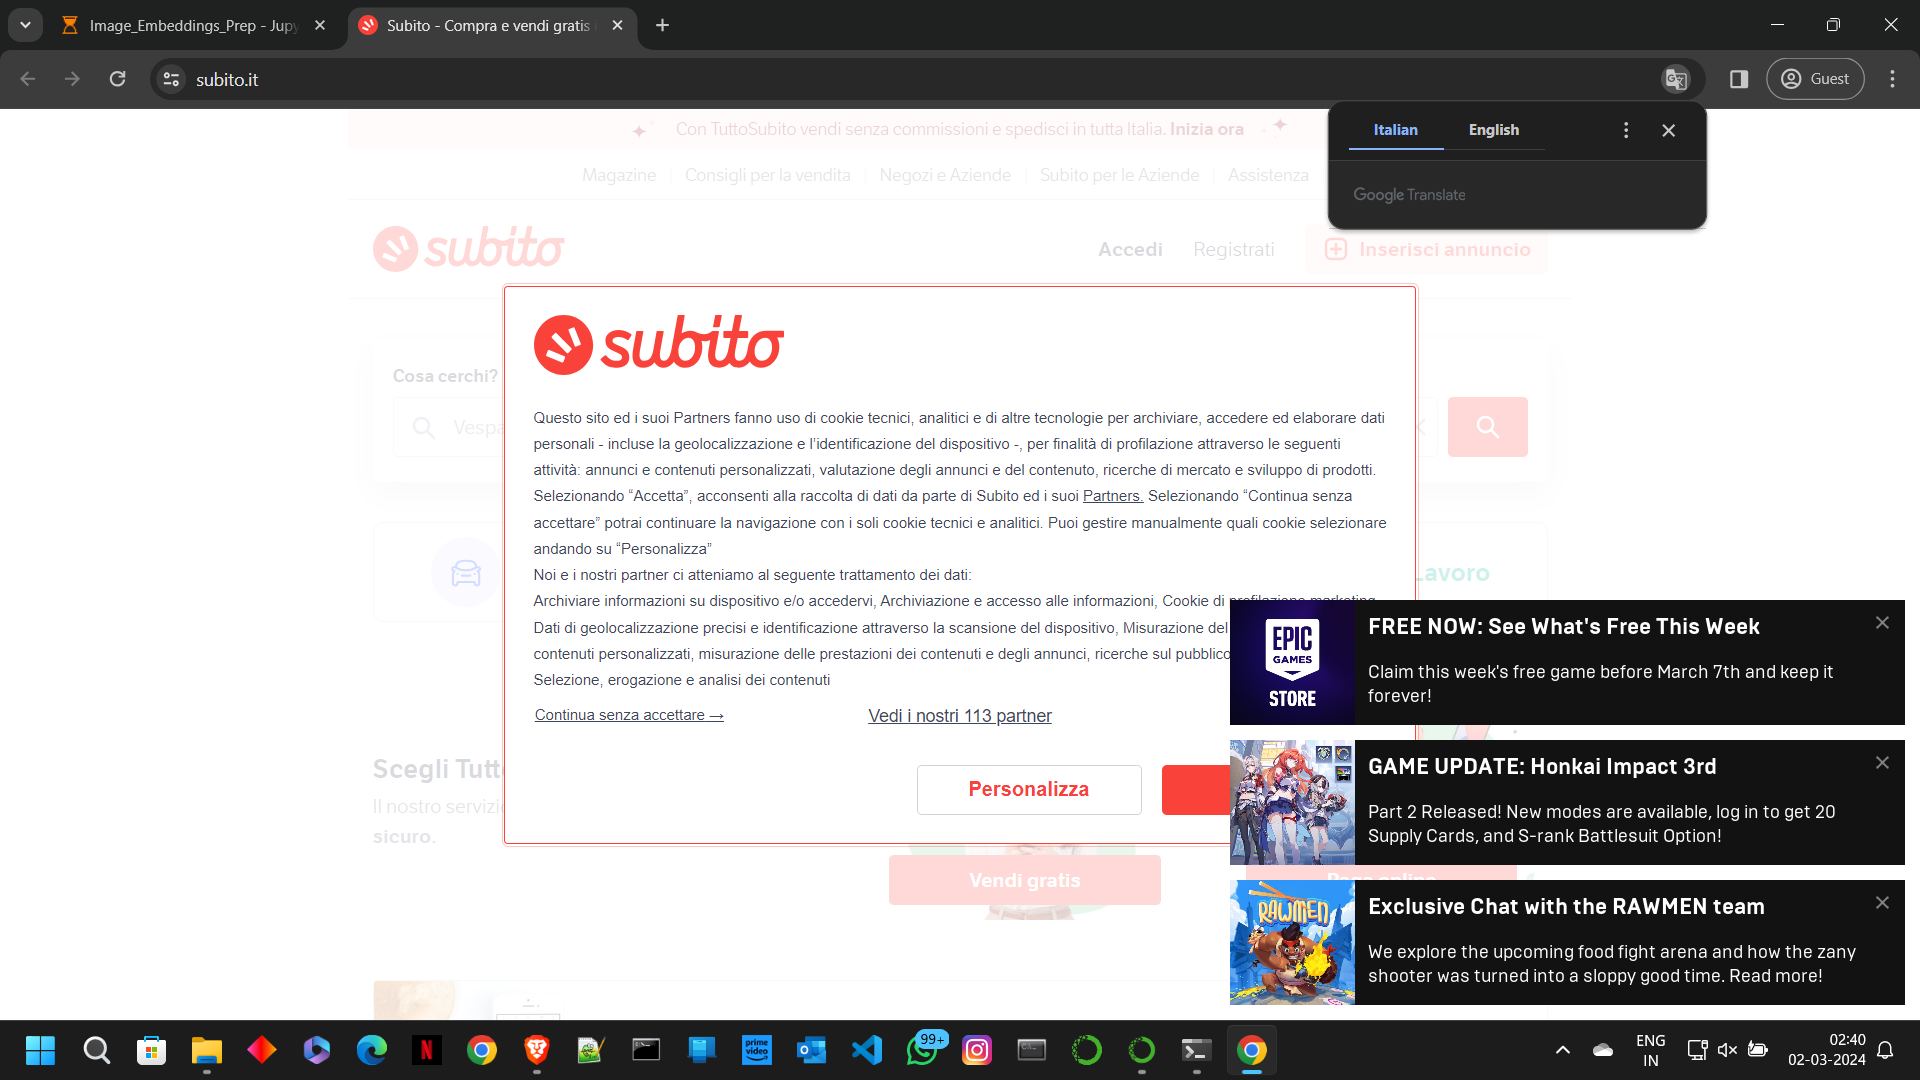 Image_Embeddings_Prep - Jupy
Subito - Compra e vendi gratis
subito.it
Guest
Con TuttoSubito vendi senza commissioni e spedisci in tutta Italia. Inizia ora
Italian
English
Google Translate
Magazine
Consigli per la vendita
Negozi e Aziende
Subito per le Aziende
Assistenza
subito
Accedi
Registrati
Inserisci annuncio
Cosa cerchi?
Vespa
subito
Questo sito ed i suoi Partners fanno uso di cookie tecnici, analitici e di altre tecnologie per archiviare, accedere ed elaborare dati
personali - incluse la geolocalizzazione e l'identificazione del dispositivo -, per finalità di profilazione attraverso le seguenti
attività: annunci e contenuti personalizzati, valutazione degli annunci e del contenuto, ricerche di mercato e sviluppo di prodotti.
Selezionando “Accetta”, acconsenti alla raccolta di dati da parte di Subito ed i suoi Partners. Selezionando “Continua senza
accettare” potrai continuare la navigazione con i soli cookie tecnici e analitici. Puoi gestire manualmente quali cookie selezionare
andando su “Personalizza”
Noi e i nostri partner ci atteniamo al seguente trattamento dei dati:
Archiviare informazioni su dispositivo e/o accedervi, Archiviazione e accesso alle informazioni, Cookie di profilazione marketing,
Dati di geolocalizzazione precisi e identificazione attraverso la scansione del dispositivo, Misurazione del
contenuti personalizzati, misurazione delle prestazioni dei contenuti e degli annunci, ricerche sul pubblico
Selezione, erogazione e analisi dei contenuti
Continua senza accettare →
Vedi i nostri 113 partner
Personalizza
Lavoro
Scegli Tutto
Il nostro servizio
sicuro.
Vendi gratis
Paga online
EPIC
GAMES
STORE
FREE NOW: See What's Free This Week
Claim this week's free game before March 7th and keep it
forever!
GAME UPDATE: Honkai Impact 3rd
Part 2 Released! New modes are available, log in to get 20
Supply Cards, and S-rank Battlesuit Option!
RAWMEN
Exclusive Chat with the RAWMEN team
We explore the upcoming food fight arena and how the zany
shooter was turned into a sloppy good time. Read more!
prime
video
99+
ENG
IN
02:40
02-03-2024